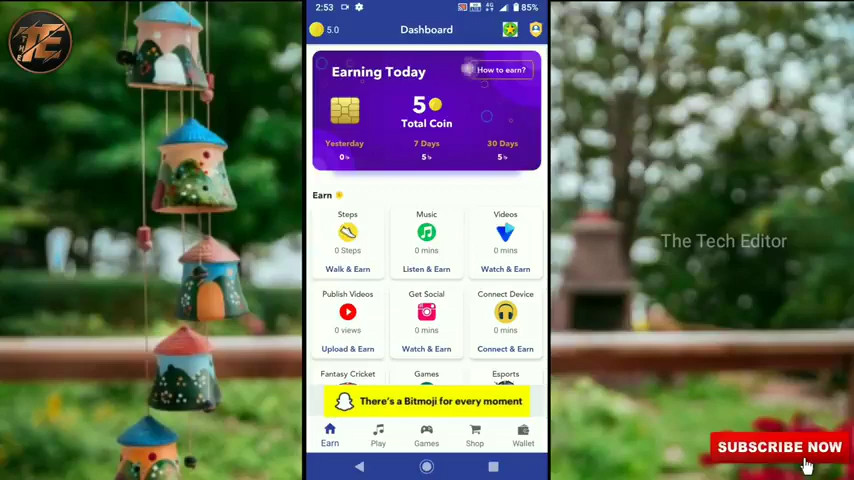 2:53
85%
5.0
Dashboard
Earning Today
How to earn?
5
Total Coin
Yesterday
7 Days
30 Days
0
5
5
Earn
Steps
Music
Videos
0 Steps
0 mins
0 mins
Walk & Earn
Listen & Earn
Watch & Earn
Publish Videos
Get Social
Connect Device
0 views
0 mins
0 mins
Upload & Earn
Watch & Earn
Connect & Earn
Fantasy Cricket
Games
Esports
There's a Bitmoji for every moment
Earn
Play
Games
Shop
Wallet
The Tech Editor
SUBSCRIBE NOW